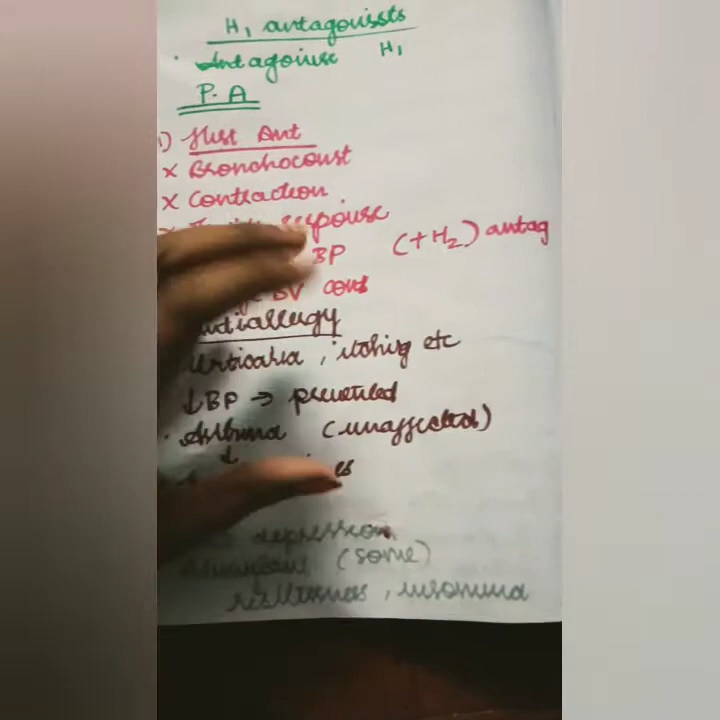 H1 antagonists
· Antagonise H1
P. A
1) Hist Ant
x Bronchoconst
x Contraction
response
BP (+H2) antag
BV cons
Antiallergy
Urticaria, itching etc
↓BP → prevented
· Asthma (unaffected)
↓
depression
(some)
restlessness, insomnia